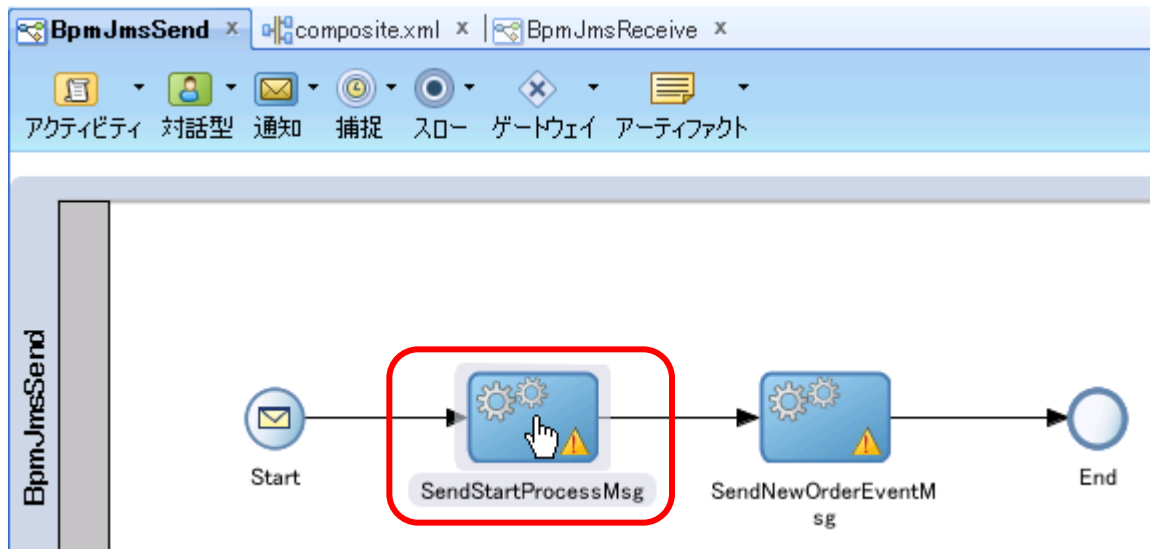 BpmJmsSend x composite.xml x BpmJmsReceive x
アクティビティ 対話型 通知 捕捉 スロー ゲートウェイ アーティファクト
BpmJmsSend
Start
SendStartProcessMsg
SendNewOrderEventM
sg
End